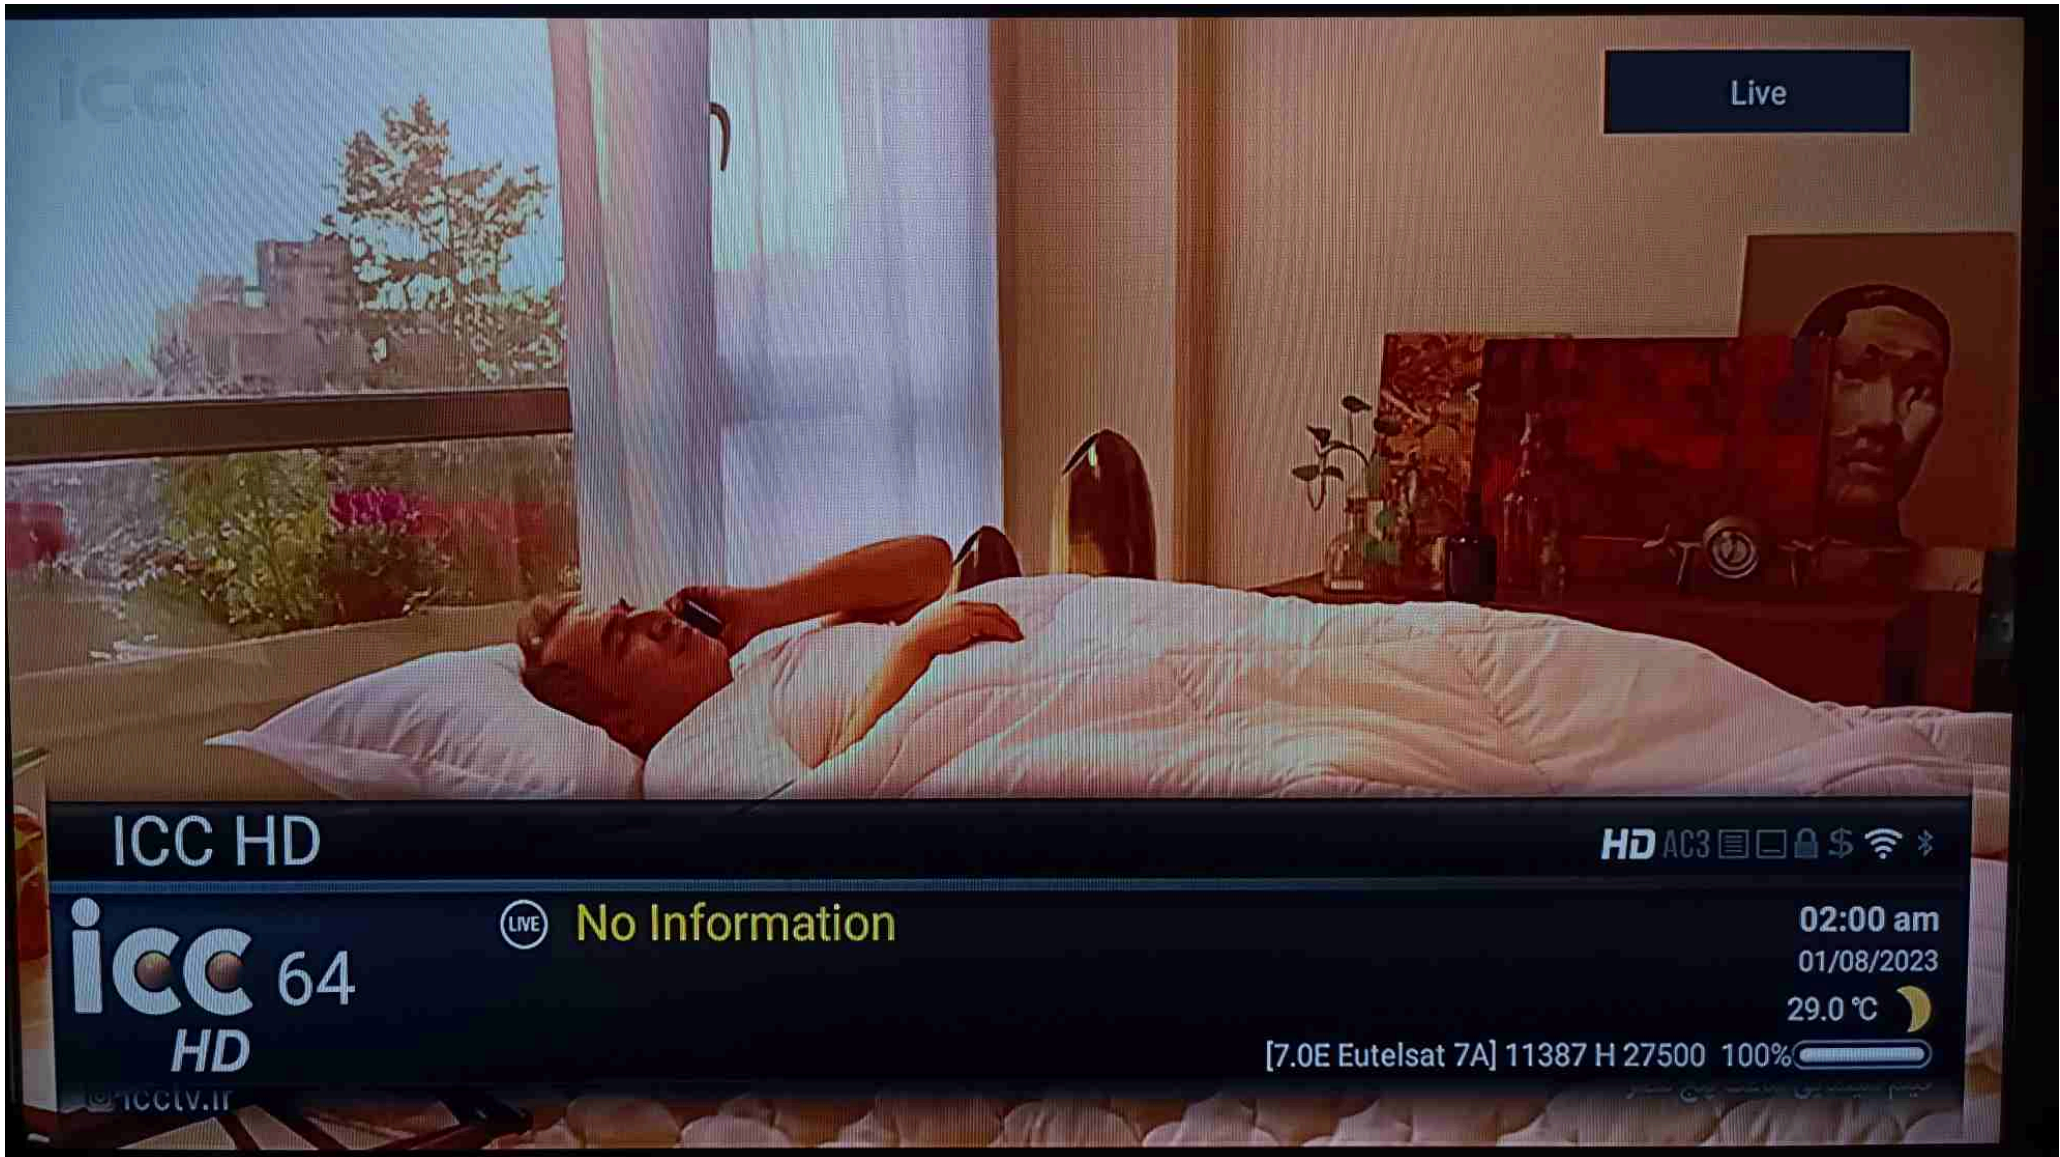 icc
Live
ICC HD
HD AC3 $
icc 64
HD
LIVE No Information
02:00 am
01/08/2023
29.0 °C
[7.0E Eutelsat 7A] 11387 H 27500 100%
icctv.ir